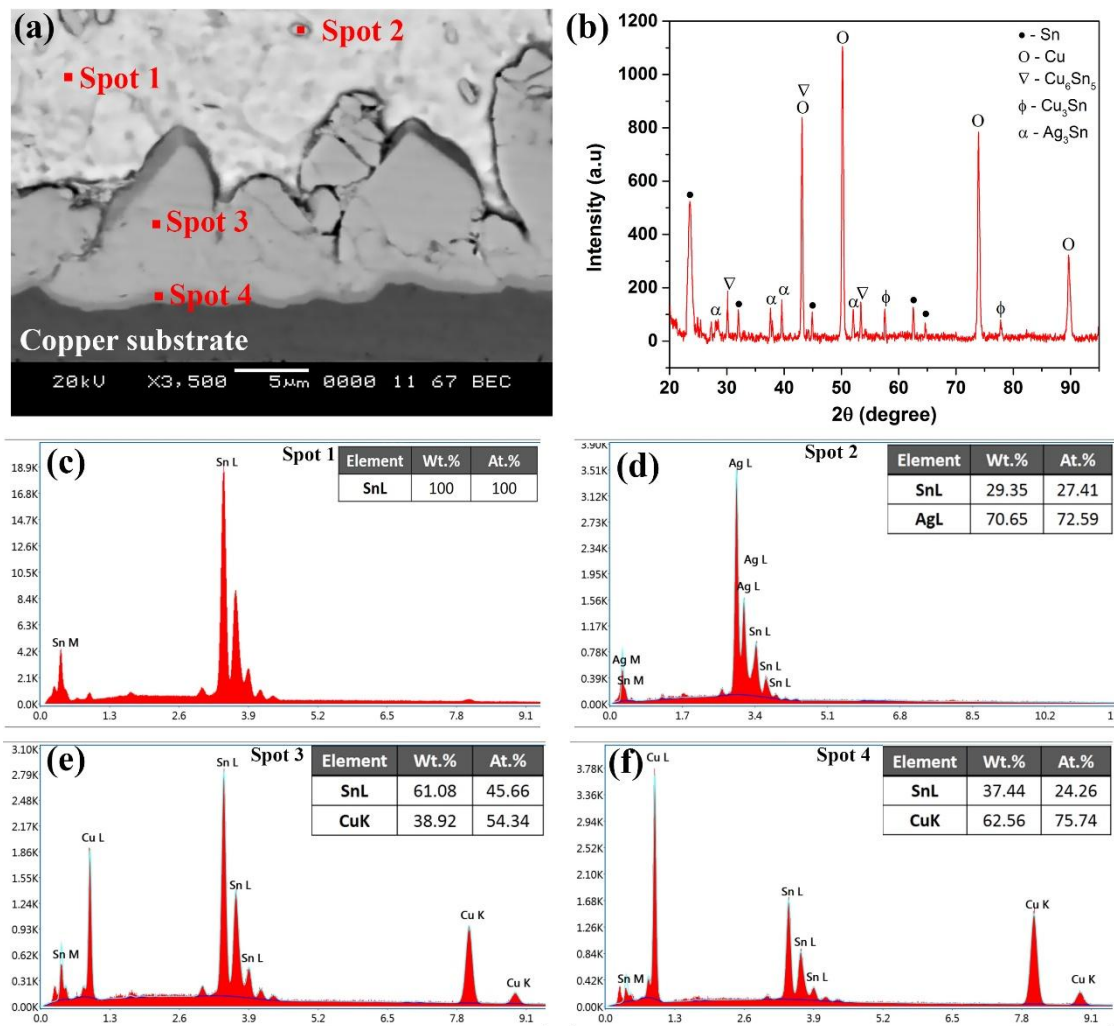 (a)
Spot 2
Spot 1
Spot 3
Spot 4
Copper substrate
20kV X3,500 5μm 0000 11 67 BEC
(b)
1200
1000
800
600
400
200
0
Intensity (a.u)
20 30 40 50 60 70 80 90
2θ (degree)
● - Sn
O - Cu
∇ - Cu₆Sn₅
ϕ - Cu₃Sn
α - Ag₃Sn
● α ∇ ● α α ∇ O ● O α ∇ ϕ ● ● O ϕ O
(c)
Spot 1
Element Wt.% At.%
SnL 100 100
Sn L
Sn M
18.9K
16.8K
14.7K
12.6K
10.5K
8.4K
6.3K
4.2K
2.1K
0.0K
0.0 1.3 2.6 3.9 5.2 6.5 7.8 9.1
(d)
Spot 2
Element Wt.% At.%
SnL 29.35 27.41
AgL 70.65 72.59
Ag L
Ag L
Ag L
Sn L
Sn L
Sn L
Ag M
Sn M
3.90K
3.51K
3.12K
2.73K
2.34K
1.95K
1.56K
1.17K
0.78K
0.39K
0.00K
0.0 1.7 3.4 5.1 6.8 8.5 10.2
(e)
Spot 3
Element Wt.% At.%
SnL 61.08 45.66
CuK 38.92 54.34
Sn L
Cu L
Sn L
Sn L
Sn M
Cu K
Cu K
3.10K
2.79K
2.48K
2.17K
1.86K
1.55K
1.24K
0.93K
0.62K
0.31K
0.00K
0.0 1.3 2.6 3.9 5.2 6.5 7.8 9.1
(f)
Spot 4
Element Wt.% At.%
SnL 37.44 24.26
CuK 62.56 75.74
Cu L
Sn L
Sn L
Sn L
Sn M
Cu K
Cu K
3.78K
3.36K
2.94K
2.52K
2.10K
1.68K
1.26K
0.84K
0.42K
0.00K
0.0 1.3 2.6 3.9 5.2 6.5 7.8 9.1